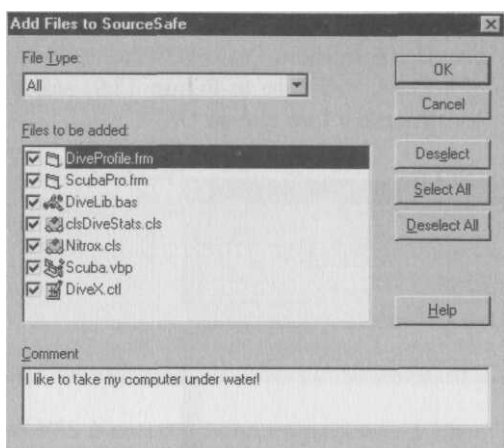 Add Files to SourceSafe
File Type:
All
OK
Cancel
Files to be added:
DiveProfile.frm
ScubaPro.frm
DiveLib.bas
clsDiveStats.cls
Nitrox.cls
Scuba.vbp
DiveX.ctl
Deselect
Select All
Deselect All
Help
Comment
I like to take my computer under water!